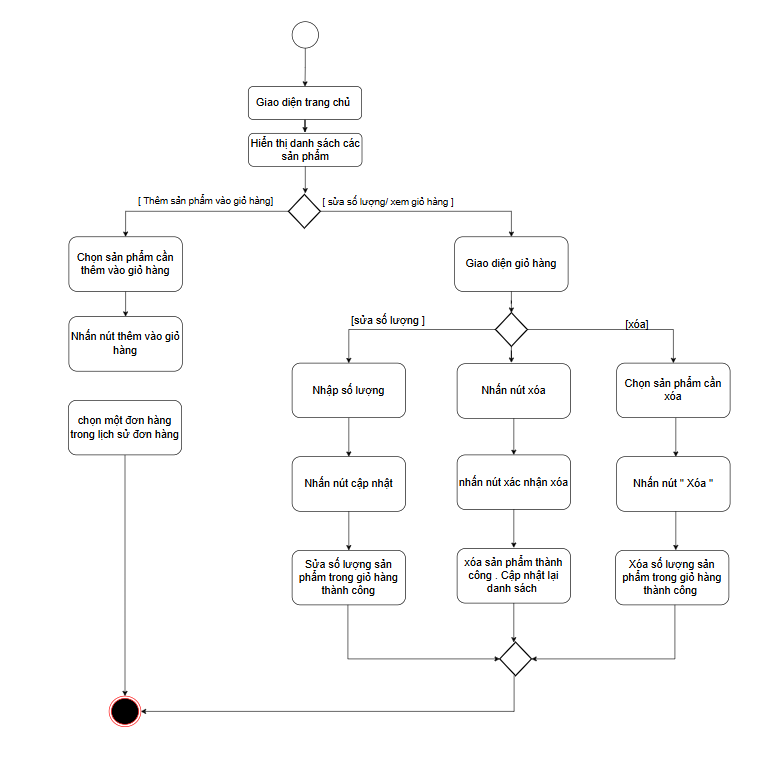 Giao diện trang chủ
Hiển thị danh sách các
sản phẩm
[ Thêm sản phẩm vào giỏ hàng]
[ sửa số lượng/ xem giỏ hàng ]
Chọn sản phẩm cần
thêm vào giỏ hàng
Giao diện giỏ hàng
Nhấn nút thêm vào giỏ
hàng
[sửa số lượng ]
[xóa]
Nhập số lượng
Nhấn nút xóa
Chọn sản phẩm cần
xóa
chọn một đơn hàng
trong lịch sử đơn hàng
Nhấn nút cập nhật
nhấn nút xác nhận xóa
Nhấn nút " Xóa "
Sửa số lượng sản
phẩm trong giỏ hàng
thành công
xóa sản phẩm thành
công . Cập nhật lại
danh sách
Xóa số lượng sản
phẩm trong giỏ hàng
thành công